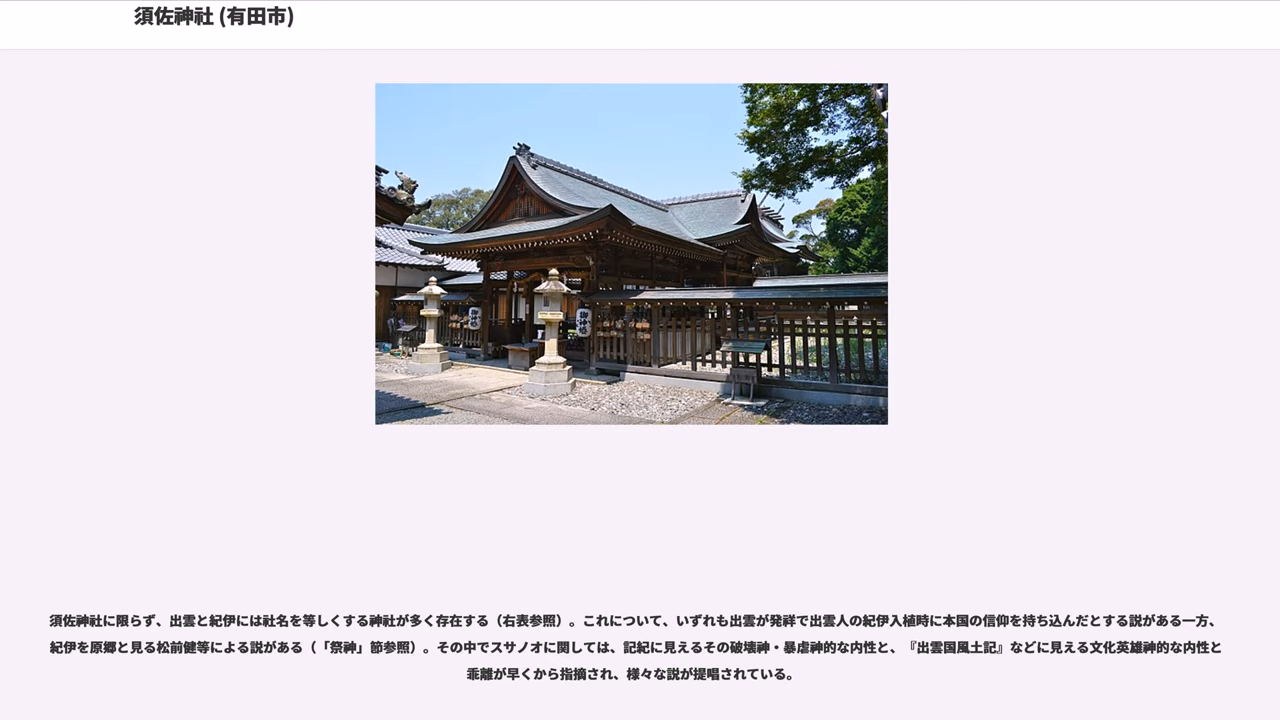 須佐神社 (有田市)
御神燈
須佐神社に限らず、出雲と紀伊には社名を等しくする神社が多く存在する（右表参照）。これについて、いずれも出雲が発祥で出雲人の紀伊入植時に本国の信仰を持ち込んだとする説がある一方、
紀伊を原郷と見る松前健等による説がある（「祭神」節参照）。その中でスサノオに関しては、記紀に見えるその破壊神・暴虐神的な内性と、『出雲国風土記』などに見える文化英雄神的な内性と
乖離が早くから指摘され、様々な説が提唱されている。